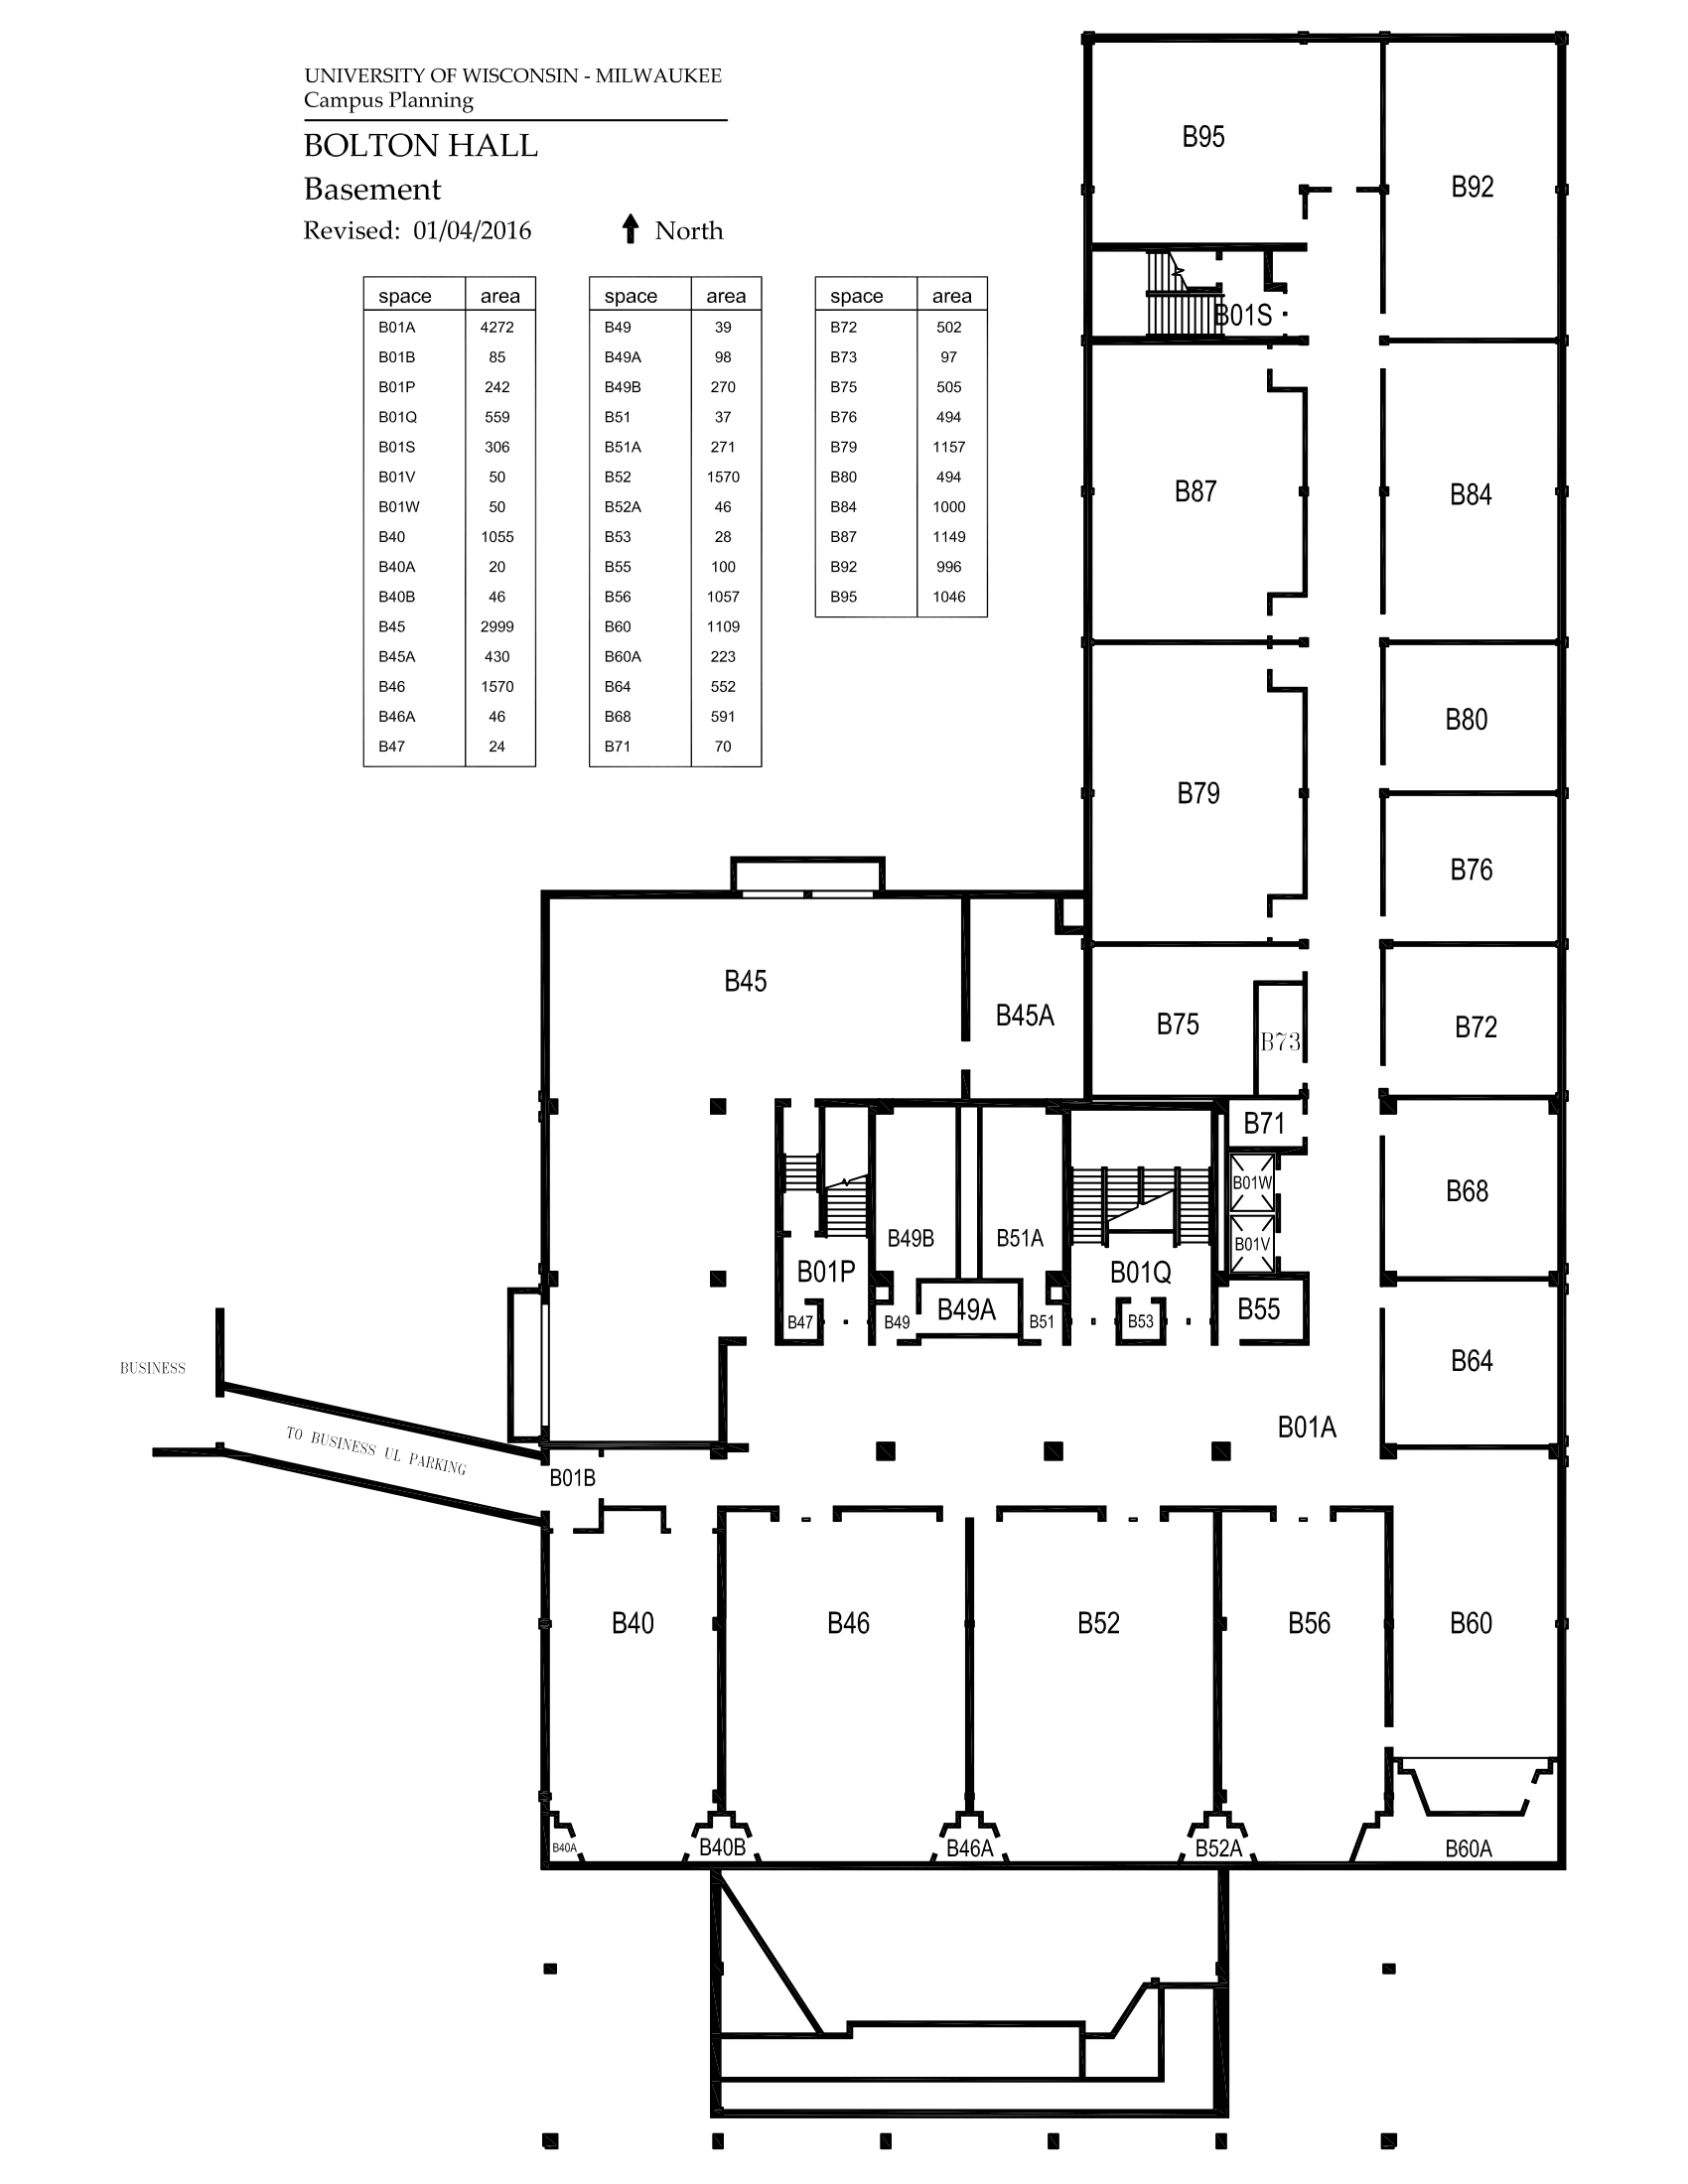 UNIVERSITY OF WISCONSIN - MILWAUKEE
Campus Planning
BOLTON HALL
Basement
Revised: 01/04/2016
North
space area
B01A 4272
B01B 85
B01P 242
B01Q 559
B01S 306
B01V 50
B01W 50
B40 1055
B40A 20
B40B 46
B45 2999
B45A 430
B46 1570
B46A 46
B47 24
space area
B49 39
B49A 98
B49B 270
B51 37
B51A 271
B52 1570
B52A 46
B53 28
B55 100
B56 1057
B60 1109
B60A 223
B64 552
B68 591
B71 70
space area
B72 502
B73 97
B75 505
B76 494
B79 1157
B80 494
B84 1000
B87 1149
B92 996
B95 1046
B95
B92
B01S
B87
B84
B80
B79
B76
B45
B45A
B75
B73
B72
B71
B01W
B68
B49B
B51A
B01V
B01P
B01Q
B47
B49
B49A
B51
B53
B55
B64
BUSINESS
TO BUSINESS UL PARKING
B01A
B01B
B40
B46
B52
B56
B60
B40A
B40B
B46A
B52A
B60A